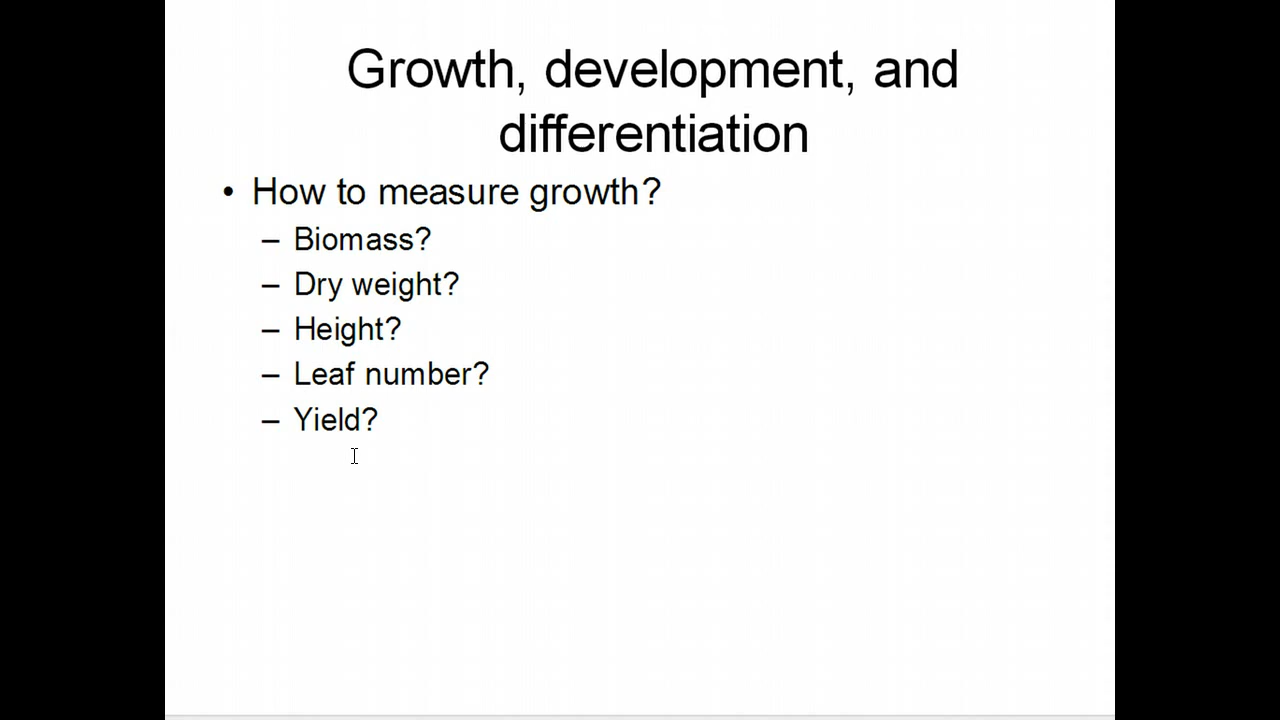 Growth, development, and
differentiation
• How to measure growth?
– Biomass?
– Dry weight?
– Height?
– Leaf number?
– Yield?